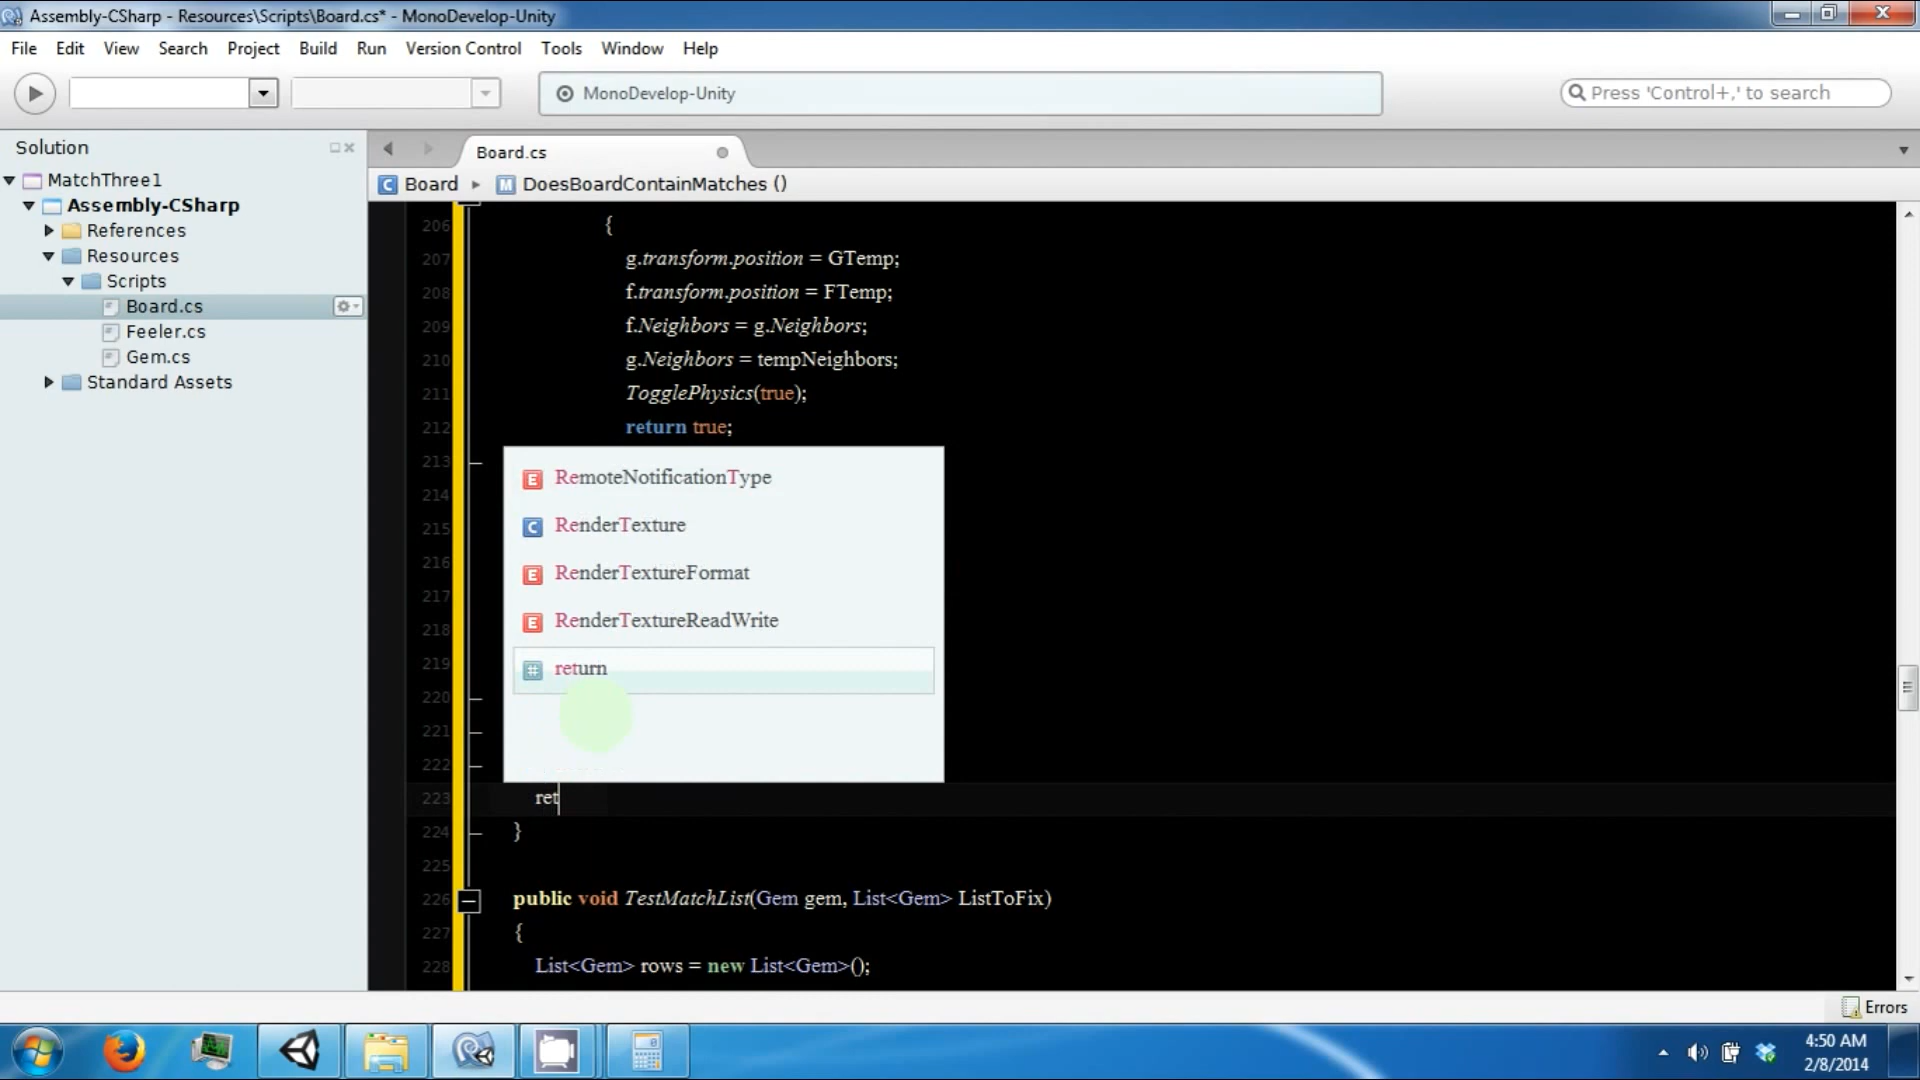 Assembly-CSharp - Resources\Scripts\Board.cs* - MonoDevelop-Unity
File Edit View Search Project Build Run Version Control Tools Window Help
MonoDevelop-Unity
Press 'Control+,' to search
Solution
MatchThree1
Assembly-CSharp
References
Resources
Scripts
Board.cs
Feeler.cs
Gem.cs
Standard Assets
Board.cs
Board DoesBoardContainMatches ()
206 {
207 g.transform.position = GTemp;
208 f.transform.position = FTemp;
209 f.Neighbors = g.Neighbors;
210 g.Neighbors = tempNeighbors;
211 TogglePhysics(true);
212 return true;
213
214
215
216
217
218
219
220
221
222
RemoteNotificationType
RenderTexture
RenderTextureFormat
RenderTextureReadWrite
return
223 ret
224 }
225
226 public void TestMatchList(Gem gem, List<Gem> ListToFix)
227 {
228 List<Gem> rows = new List<Gem>();
Errors
4:50 AM
2/8/2014